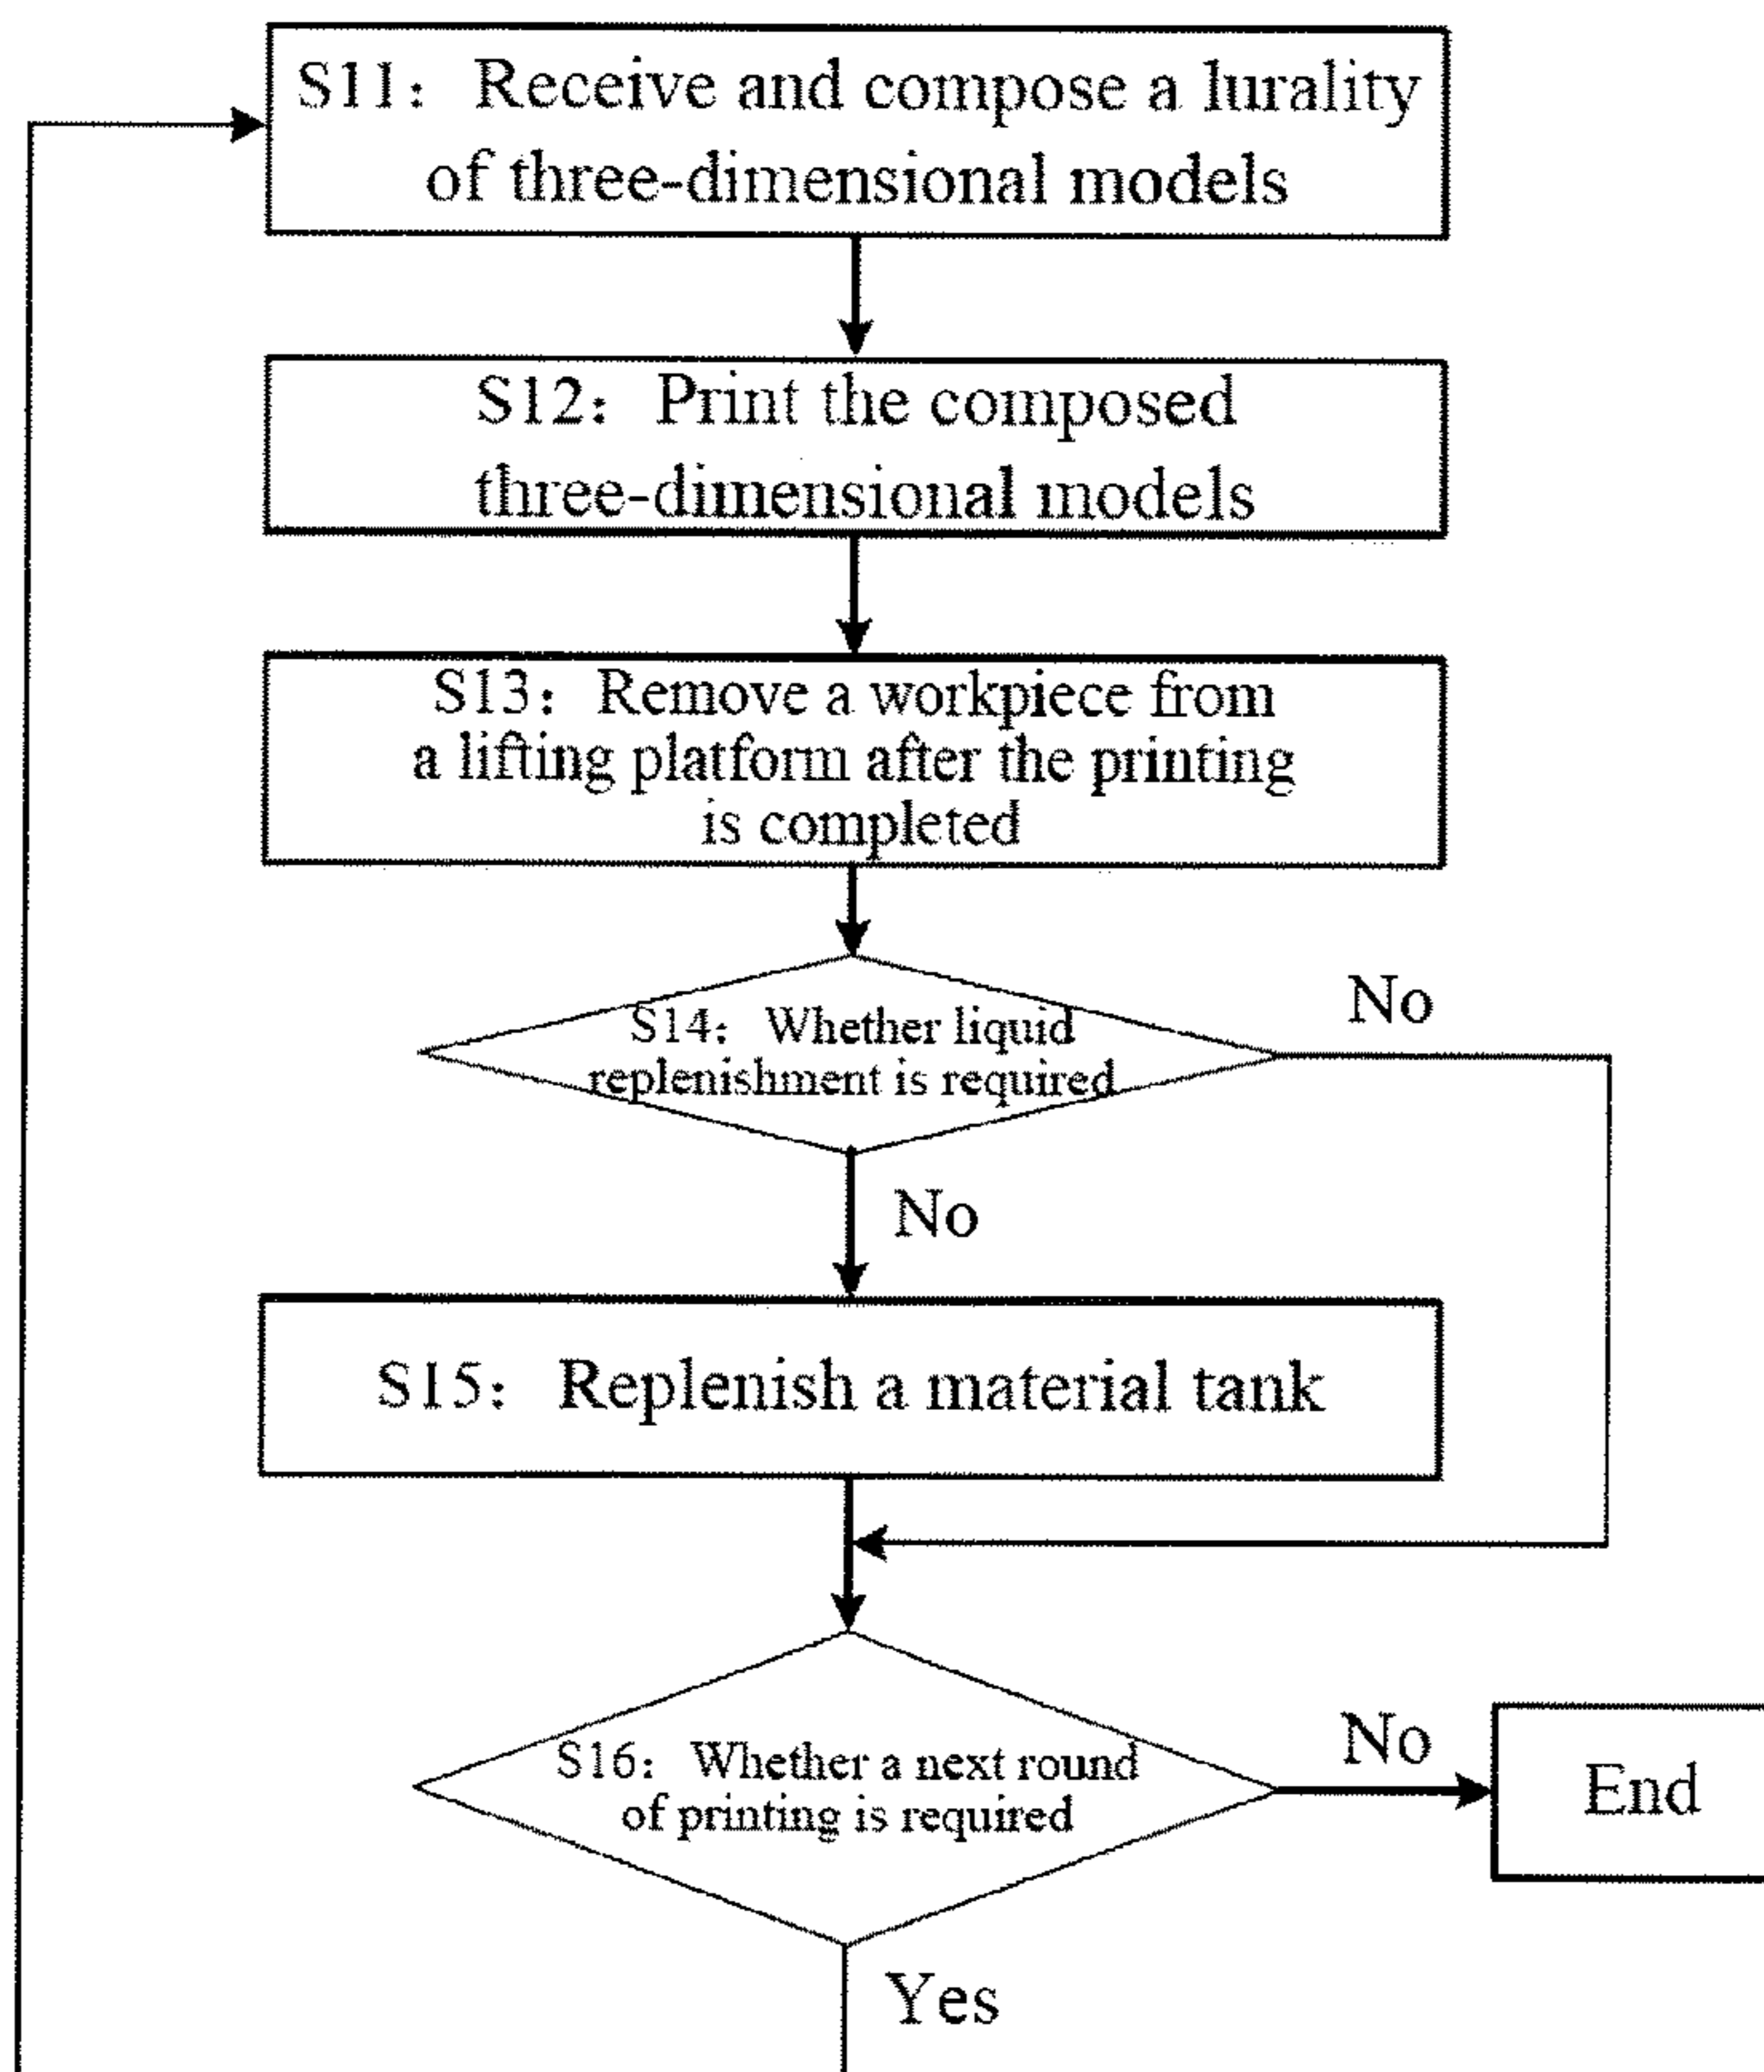 S11: Receive and compose a lurality
of three-dimensional models
S12: Print the composed
three-dimensional models
S13: Remove a workpiece from
a lifting platform after the printing
is completed
S14: Whether liquid
replenishment is required
No
No
S15: Replenish a material tank
S16: Whether a next round
of printing is required
No
End
Yes